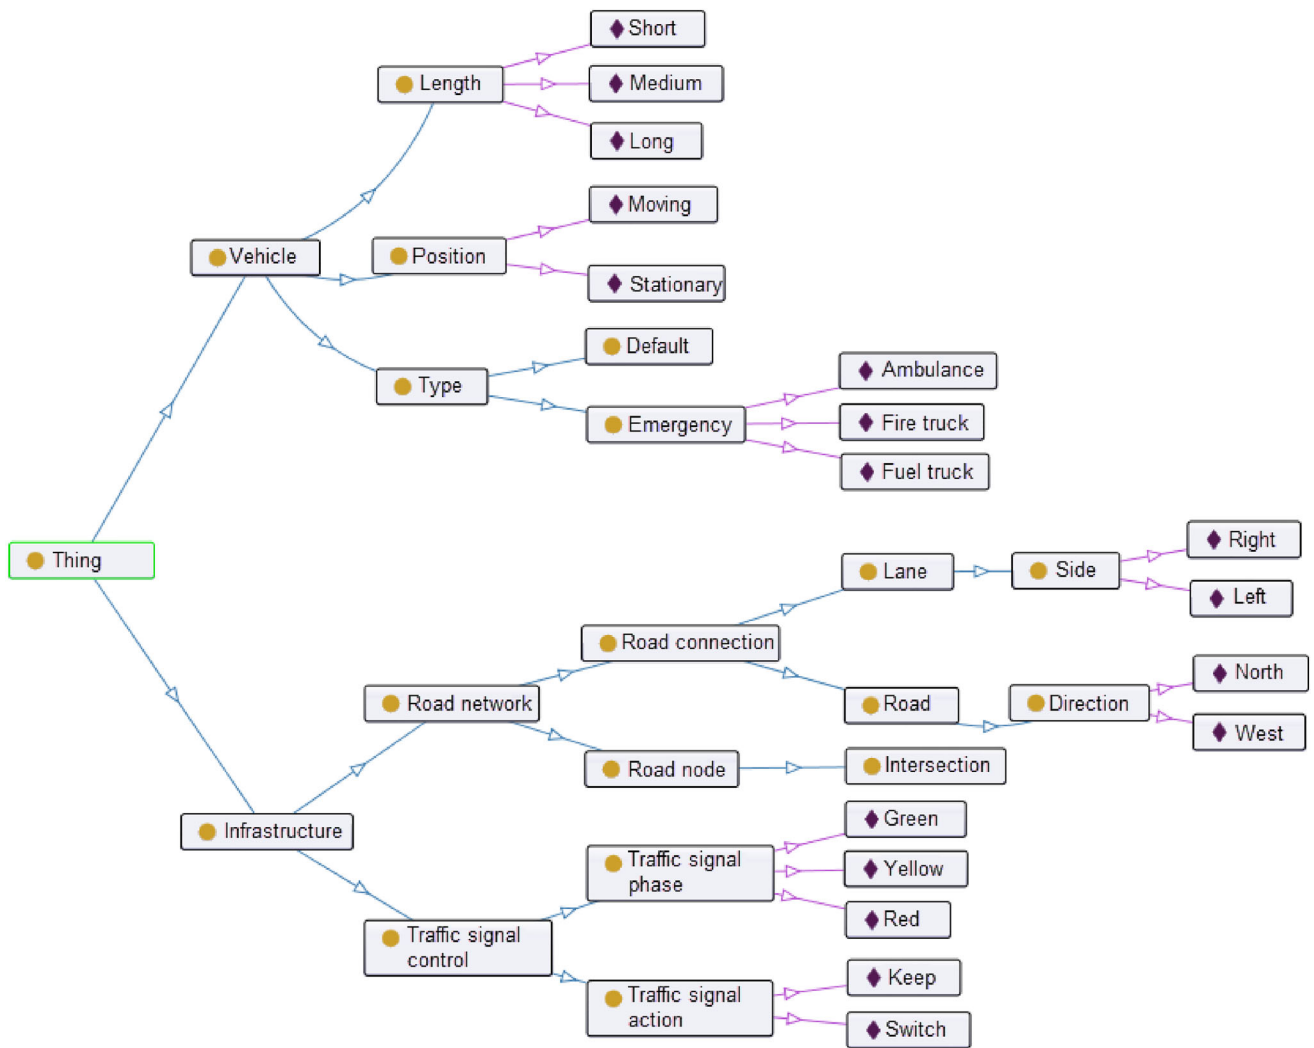 Short
Length
Medium
Long
Moving
Vehicle
Position
Stationary
Default
Type
Ambulance
Emergency
Fire truck
Fuel truck
Thing
Right
Lane
Side
Left
Road connection
North
Road network
Road
Direction
West
Road node
Intersection
Infrastructure
Green
Traffic signal
phase
Yellow
Red
Traffic signal
control
Keep
Traffic signal
action
Switch